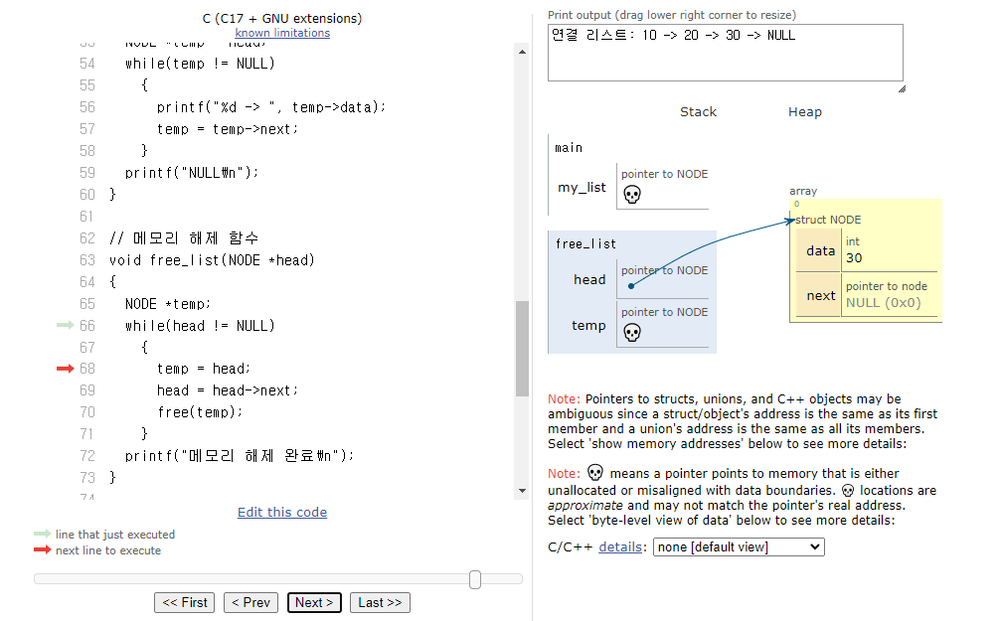 C (C17 + GNU extensions)
known limitations
53 NODE *temp = head;
54 while(temp != NULL)
55 {
56 printf("%d -> ", temp->data);
57 temp = temp->next;
58 }
59 printf("NULL₩n");
60 }
61
62 // 메모리 해제 함수
63 void free_list(NODE *head)
64 {
65 NODE *temp;
66 while(head != NULL)
67 {
68 temp = head;
69 head = head->next;
70 free(temp);
71 }
72 printf("메모리 해제 완료₩n");
73 }
74
Edit this code
line that just executed
next line to execute
<< First
< Prev
Next >
Last >>
Print output (drag lower right corner to resize)
연결 리스트: 10 -> 20 -> 30 -> NULL
Stack
Heap
main
my_list
pointer to NODE
free_list
head
pointer to NODE
temp
pointer to NODE
array
0
struct NODE
data
int
30
next
pointer to node
NULL (0x0)
Note: Pointers to structs, unions, and C++ objects may be
ambiguous since a struct/object's address is the same as its first
member and a union's address is the same as all its members.
Select 'show memory addresses' below to see more details:
Note: means a pointer points to memory that is either
unallocated or misaligned with data boundaries. locations are
approximate and may not match the pointer's real address.
Select 'byte-level view of data' below to see more details:
C/C++ details: none [default view]